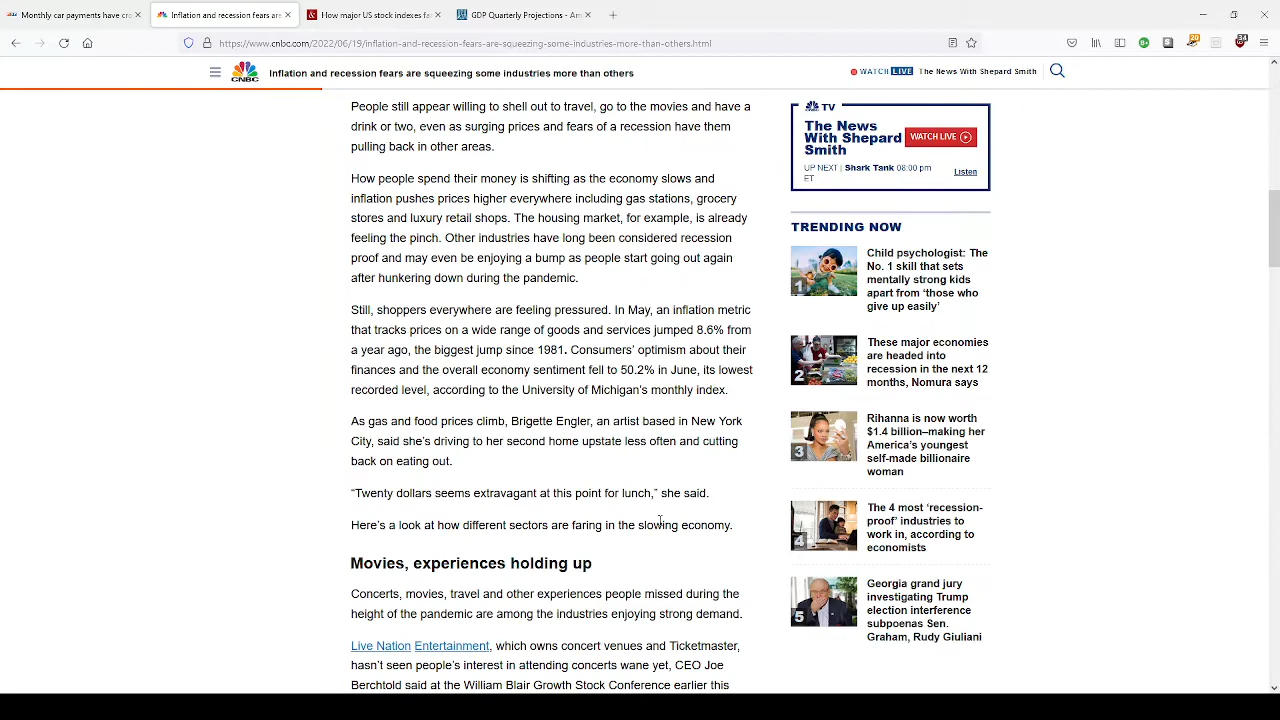 Monthly car payments have cro
Inflation and recession fears are
How major US stock indexes fa
GDP Quarterly Projections - Am
https://www.cnbc.com/2022/06/19/inflation-and-recession-fears-are-squeezing-some-industries-more-than-others.html
20
CNBC
Inflation and recession fears are squeezing some industries more than others
WATCH LIVE The News With Shepard Smith
People still appear willing to shell out to travel, go to the movies and have a
drink or two, even as surging prices and fears of a recession have them
pulling back in other areas.
How people spend their money is shifting as the economy slows and
inflation pushes prices higher everywhere including gas stations, grocery
stores and luxury retail shops. The housing market, for example, is already
feeling the pinch. Other industries have long been considered recession
proof and may even be enjoying a bump as people start going out again
after hunkering down during the pandemic.
Still, shoppers everywhere are feeling pressured. In May, an inflation metric
that tracks prices on a wide range of goods and services jumped 8.6% from
a year ago, the biggest jump since 1981. Consumers’ optimism about their
finances and the overall economy sentiment fell to 50.2% in June, its lowest
recorded level, according to the University of Michigan’s monthly index.
As gas and food prices climb, Brigette Engler, an artist based in New York
City, said she’s driving to her second home upstate less often and cutting
back on eating out.
“Twenty dollars seems extravagant at this point for lunch,” she said.
Here’s a look at how different sectors are faring in the slowing economy.
Movies, experiences holding up
Concerts, movies, travel and other experiences people missed during the
height of the pandemic are among the industries enjoying strong demand.
Live Nation Entertainment, which owns concert venues and Ticketmaster,
hasn’t seen people’s interest in attending concerts wane yet, CEO Joe
Berchtold said at the William Blair Growth Stock Conference earlier this
TV
The News
With Shepard
Smith
WATCH LIVE
UP NEXT | Shark Tank 08:00 pm
ET
Listen
TRENDING NOW
1
Child psychologist: The
No. 1 skill that sets
mentally strong kids
apart from ‘those who
give up easily’
2
These major economies
are headed into
recession in the next 12
months, Nomura says
3
Rihanna is now worth
$1.4 billion–making her
America’s youngest
self-made billionaire
woman
4
The 4 most ‘recession-
proof’ industries to
work in, according to
economists
5
Georgia grand jury
investigating Trump
election interference
subpoenas Sen.
Graham, Rudy Giuliani